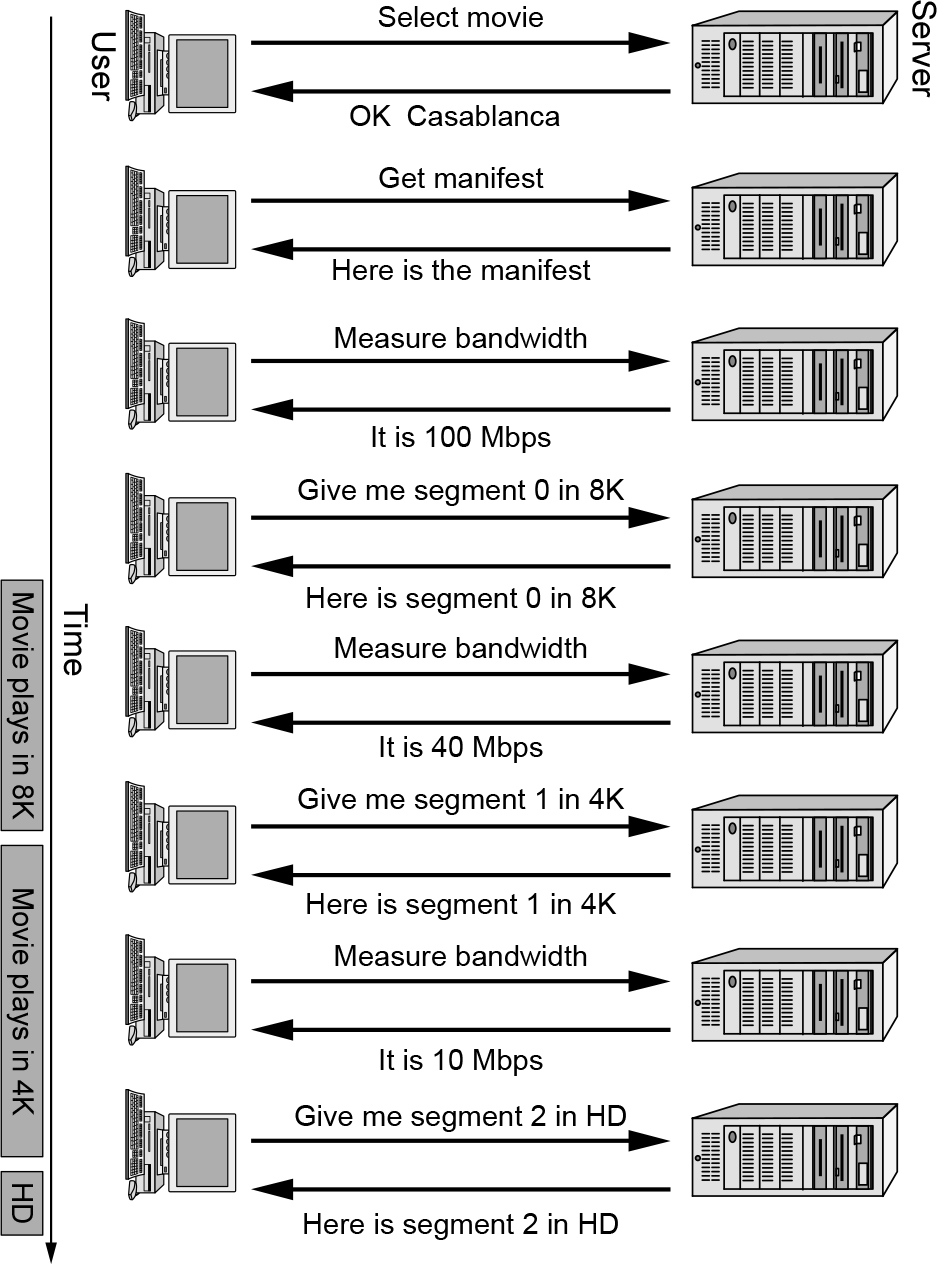 User
Server
Select movie
OK Casablanca
Get manifest
Here is the manifest
Measure bandwidth
It is 100 Mbps
Give me segment 0 in 8K
Here is segment 0 in 8K
Time
Movie plays in 8K
Measure bandwidth
It is 40 Mbps
Give me segment 1 in 4K
Here is segment 1 in 4K
Movie plays in 4K
Measure bandwidth
It is 10 Mbps
Give me segment 2 in HD
Here is segment 2 in HD
HD